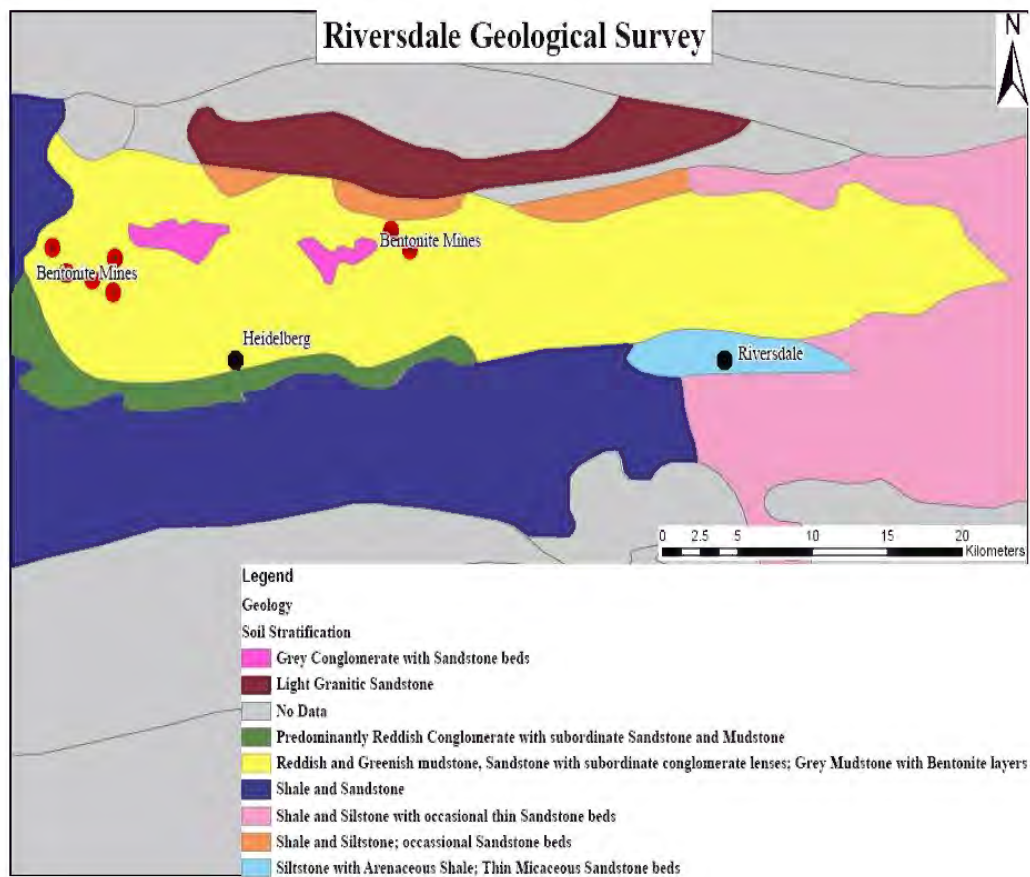 Riversdale Geological Survey
N
Bentonite Mines
Bentonite Mines
Heidelberg
Riversdale
0 2.5 5 10 15 20
Kilometers
Legend
Geology
Soil Stratification
Grey Conglomerate with Sandstone beds
Light Granitic Sandstone
No Data
Predominantly Reddish Conglomerate with subordinate Sandstone and Mudstone
Reddish and Greenish mudstone, Sandstone with subordinate conglomerate lenses; Grey Mudstone with Bentonite layers
Shale and Sandstone
Shale and Silstone with occasional thin Sandstone beds
Shale and Siltstone; occassional Sandstone beds
Siltstone with Arenaceous Shale; Thin Micaceous Sandstone beds